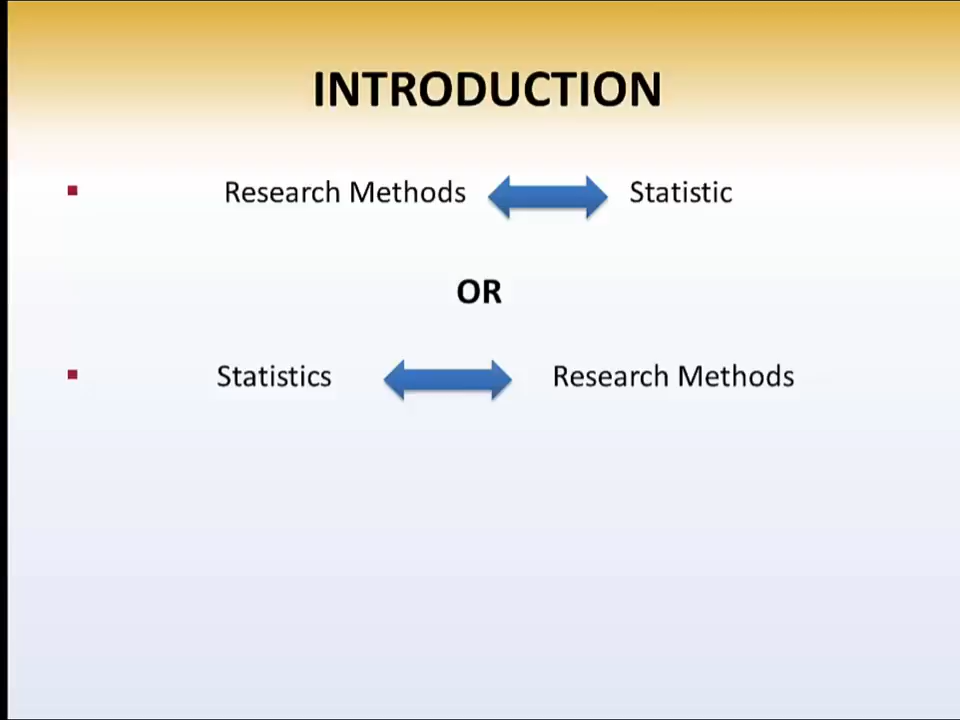 INTRODUCTION
Research Methods Statistic
OR
Statistics Research Methods